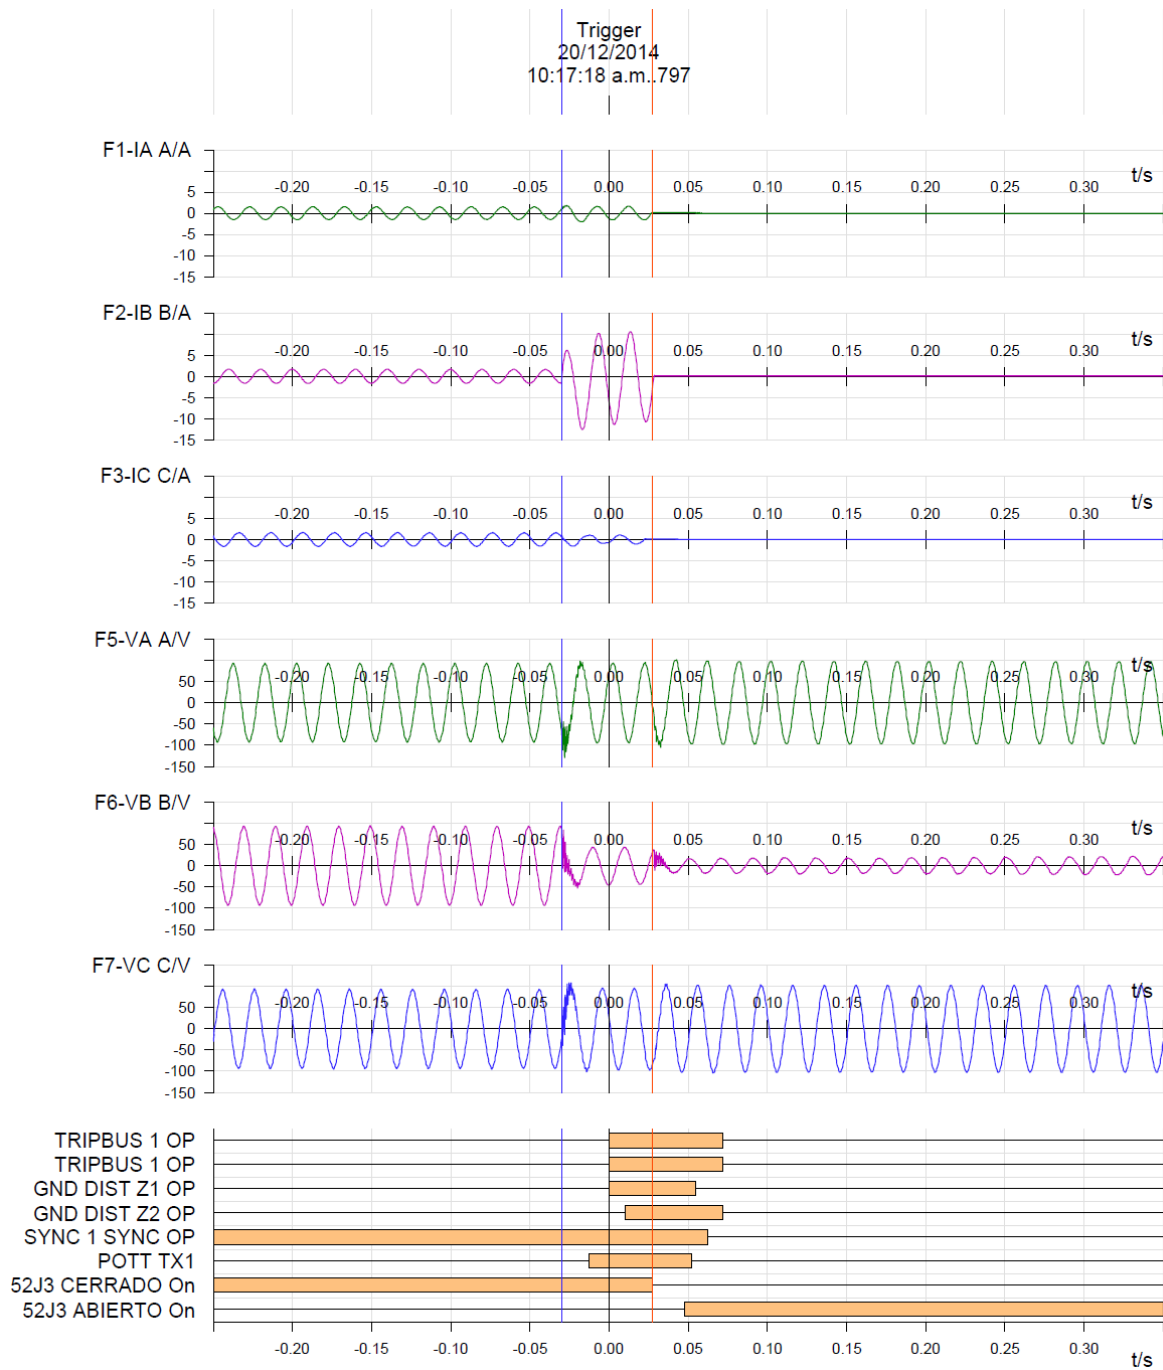 Trigger
20/12/2014
10:17:18 a.m..797
F1-IA A/A
t/s
-0.20 -0.15 -0.10 -0.05 0.00 0.05 0.10 0.15 0.20 0.25 0.30
5
0
-5
-10
-15
F2-IB B/A
t/s
-0.20 -0.15 -0.10 -0.05 0.00 0.05 0.10 0.15 0.20 0.25 0.30
5
0
-5
-10
-15
F3-IC C/A
t/s
-0.20 -0.15 -0.10 -0.05 0.00 0.05 0.10 0.15 0.20 0.25 0.30
5
0
-5
-10
-15
F5-VA A/V
t/s
-0.20 -0.15 -0.10 -0.05 0.00 0.05 0.10 0.15 0.20 0.25 0.30
50
0
-50
-100
-150
F6-VB B/V
t/s
-0.20 -0.15 -0.10 -0.05 0.00 0.05 0.10 0.15 0.20 0.25 0.30
50
0
-50
-100
-150
F7-VC C/V
t/s
-0.20 -0.15 -0.10 -0.05 0.00 0.05 0.10 0.15 0.20 0.25 0.30
50
0
-50
-100
-150
TRIPBUS 1 OP
TRIPBUS 1 OP
GND DIST Z1 OP
GND DIST Z2 OP
SYNC 1 SYNC OP
POTT TX1
52J3 CERRADO On
52J3 ABIERTO On
-0.20 -0.15 -0.10 -0.05 0.00 0.05 0.10 0.15 0.20 0.25 0.30
t/s